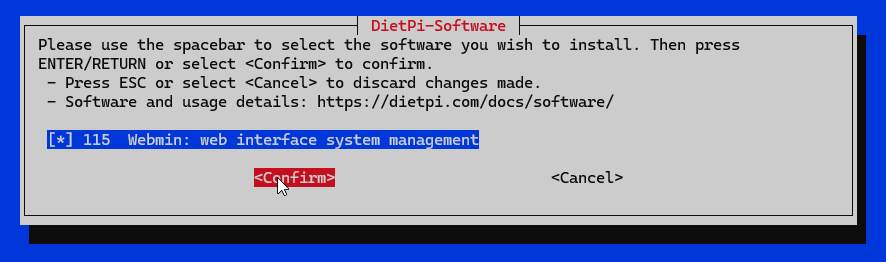 DietPi-Software
Please use the spacebar to select the software you wish to install. Then press
ENTER/RETURN or select <Confirm> to confirm.
- Press ESC or select <Cancel> to discard changes made.
- Software and usage details: https://dietpi.com/docs/software/
[*] 115  Webmin: web interface system management
<Confirm> <Cancel>